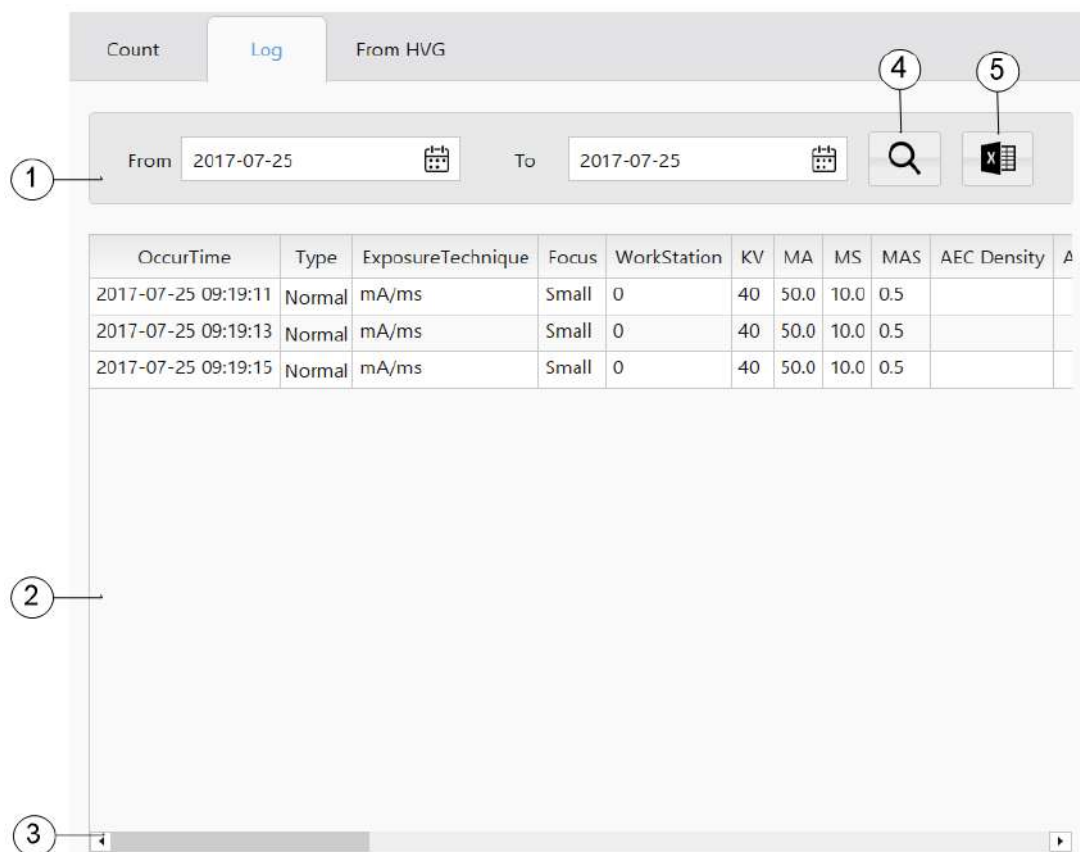 Count Log From HVG
4 5
1 From 2017-07-25 To 2017-07-25
OccurTime Type ExposureTechnique Focus WorkStation KV MA MS MAS AEC Density A
2017-07-25 09:19:11 Normal mA/ms Small 0 40 50.0 10.0 0.5
2017-07-25 09:19:13 Normal mA/ms Small 0 40 50.0 10.0 0.5
2017-07-25 09:19:15 Normal mA/ms Small 0 40 50.0 10.0 0.5
2
3